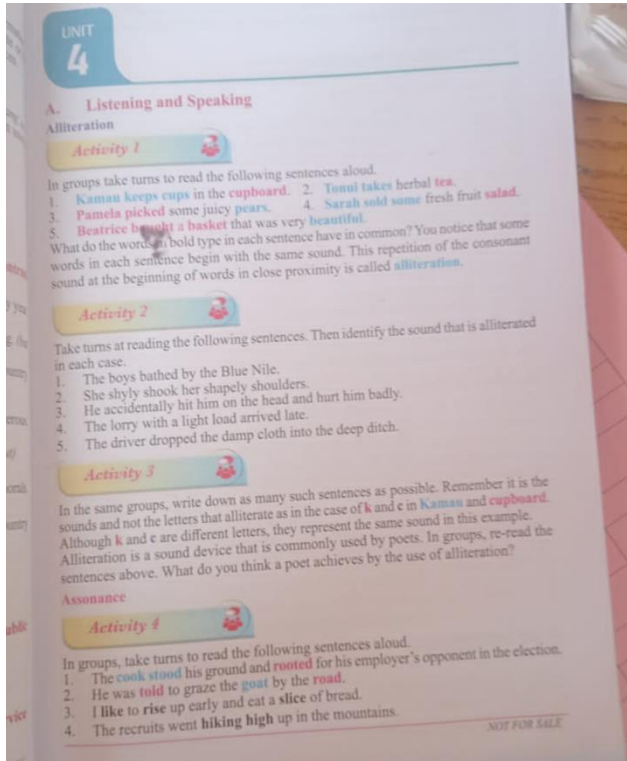 UNIT
4
A. Listening and Speaking
Alliteration
Activity 1
In groups take turns to read the following sentences aloud.
1. Kamau keeps cups in the cupboard. 2. Tonui takes herbal tea.
3. Pamela picked some juicy pears. 4. Sarah sold some fresh fruit salad.
5. Beatrice bought a basket that was very beautiful.
What do the words in bold type in each sentence have in common? You notice that some
words in each sentence begin with the same sound. This repetition of the consonant
sound at the beginning of words in close proximity is called alliteration.
Activity 2
Take turns at reading the following sentences. Then identify the sound that is alliterated
in each case.
1. The boys bathed by the Blue Nile.
2. She shyly shook her shapely shoulders.
3. He accidentally hit him on the head and hurt him badly.
4. The lorry with a light load arrived late.
5. The driver dropped the damp cloth into the deep ditch.
Activity 3
In the same groups, write down as many such sentences as possible. Remember it is the
sounds and not the letters that alliterate as in the case of k and c in Kamau and cupboard.
Although k and c are different letters, they represent the same sound in this example.
Alliteration is a sound device that is commonly used by poets. In groups, re-read the
sentences above. What do you think a poet achieves by the use of alliteration?
Assonance
Activity 4
In groups, take turns to read the following sentences aloud.
1. The cook stood his ground and rooted for his employer's opponent in the election.
2. He was told to graze the goat by the road.
3. I like to rise up early and eat a slice of bread.
4. The recruits went hiking high up in the mountains.
NOT FOR SALE